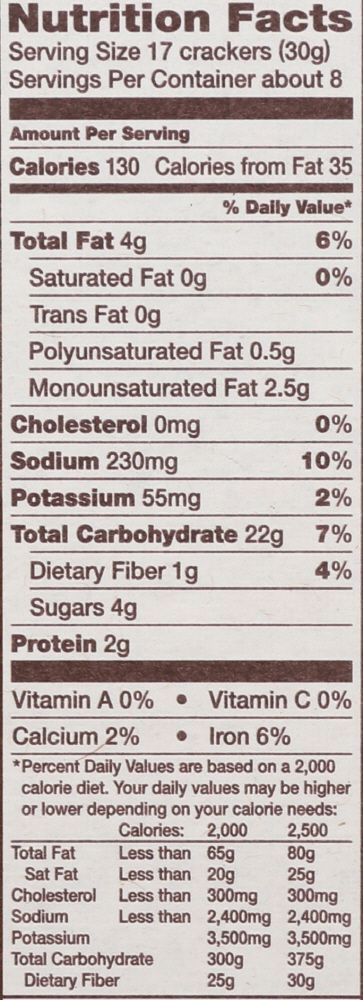 Nutrition Facts
Serving Size 17 crackers (30g)
Servings Per Container about 8
Amount Per Serving
Calories 130 Calories from Fat 35
% Daily Value*
Total Fat 4g 6%
Saturated Fat 0g 0%
Trans Fat 0g
Polyunsaturated Fat 0.5g
Monounsaturated Fat 2.5g
Cholesterol 0mg 0%
Sodium 230mg 10%
Potassium 55mg 2%
Total Carbohydrate 22g 7%
Dietary Fiber 1g 4%
Sugars 4g
Protein 2g
Vitamin A 0% • Vitamin C 0%
Calcium 2% • Iron 6%
*Percent Daily Values are based on a 2,000
calorie diet. Your daily values may be higher
or lower depending on your calorie needs:
Calories: 2,000 2,500
Total Fat Less than 65g 80g
Sat Fat Less than 20g 25g
Cholesterol Less than 300mg 300mg
Sodium Less than 2,400mg 2,400mg
Potassium 3,500mg 3,500mg
Total Carbohydrate 300g 375g
Dietary Fiber 25g 30g